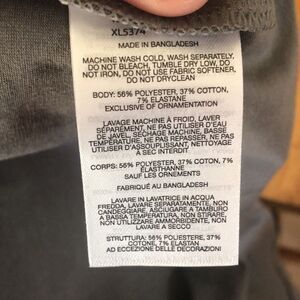 XL5374
MADE IN BANGLADESH
MACHINE WASH COLD, WASH SEPARATELY,
DO NOT BLEACH, TUMBLE DRY LOW, DO
NOT IRON, DO NOT USE FABRIC SOFTENER,
DO NOT DRYCLEAN
BODY: 56% POLYESTER, 37% COTTON,
7% ELASTANE
EXCLUSIVE OF ORNAMENTATION
LAVAGE MACHINE À FROID, LAVER
SÉPARÉMENT, NE PAS UTILISER D'EAU
DE JAVEL, SÉCHAGE MACHINE, BASSE
TEMPÉRATURE, NE PAS REPASSER, NE PAS
UTILISER D'ASSOUPLISSANT, NETTOYAGE
À SEC INTERDIT
CORPS: 56% POLYESTER, 37% COTON, 7%
ELASTHANNE
SAUF LES ORNEMENTS
FABRIQUÉ AU BANGLADESH
LAVARE IN LAVATRICE IN ACQUA
FREDDA, LAVARE SEPARATAMENTE, NON
CANDEGGIARE, ASCIUGARE A TAMBURO
A BASSA TEMPERATURA, NON STIRARE,
NON UTILIZZARE AMMORBIDENTE, NON
LAVARE A SECCO
STRUTTURA: 56% POLIESTERE, 37%
COTONE, 7% ELASTAN
AD ECCEZIONE DELLE DECORAZIONI